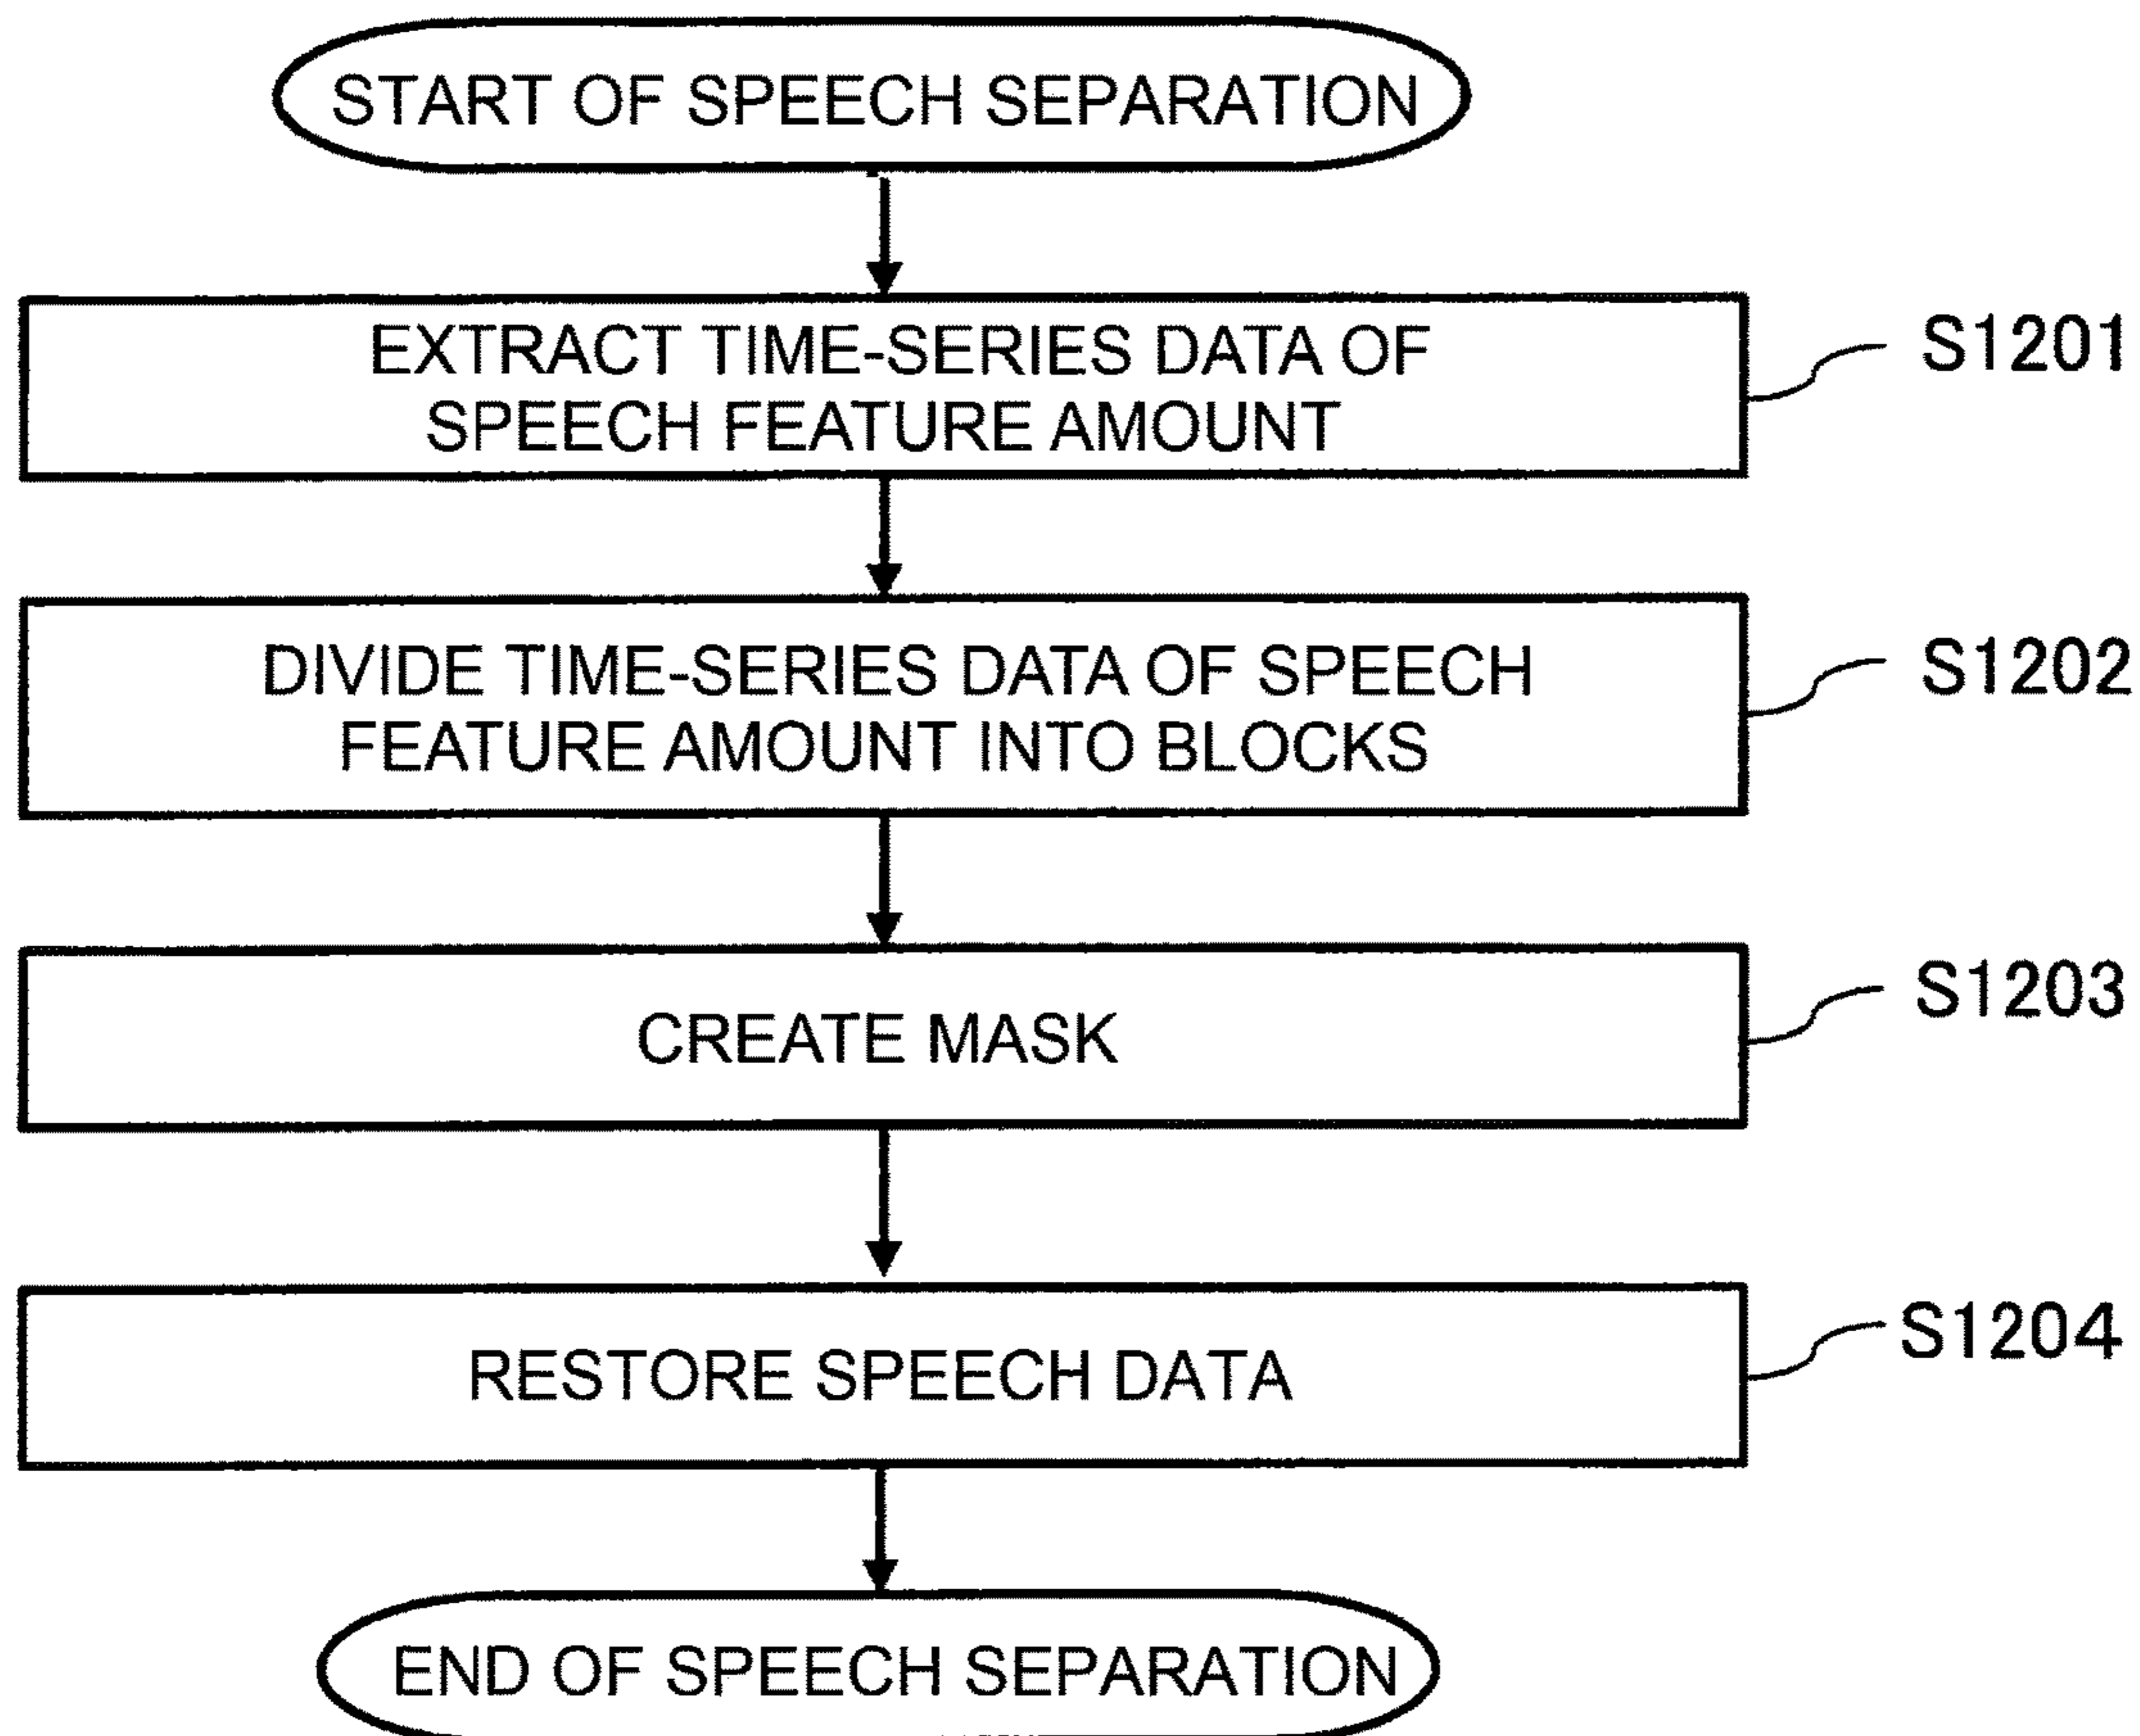 START OF SPEECH SEPARATION
EXTRACT TIME-SERIES DATA OF
SPEECH FEATURE AMOUNT
S1201
DIVIDE TIME-SERIES DATA OF SPEECH
FEATURE AMOUNT INTO BLOCKS
S1202
CREATE MASK
S1203
RESTORE SPEECH DATA
S1204
END OF SPEECH SEPARATION